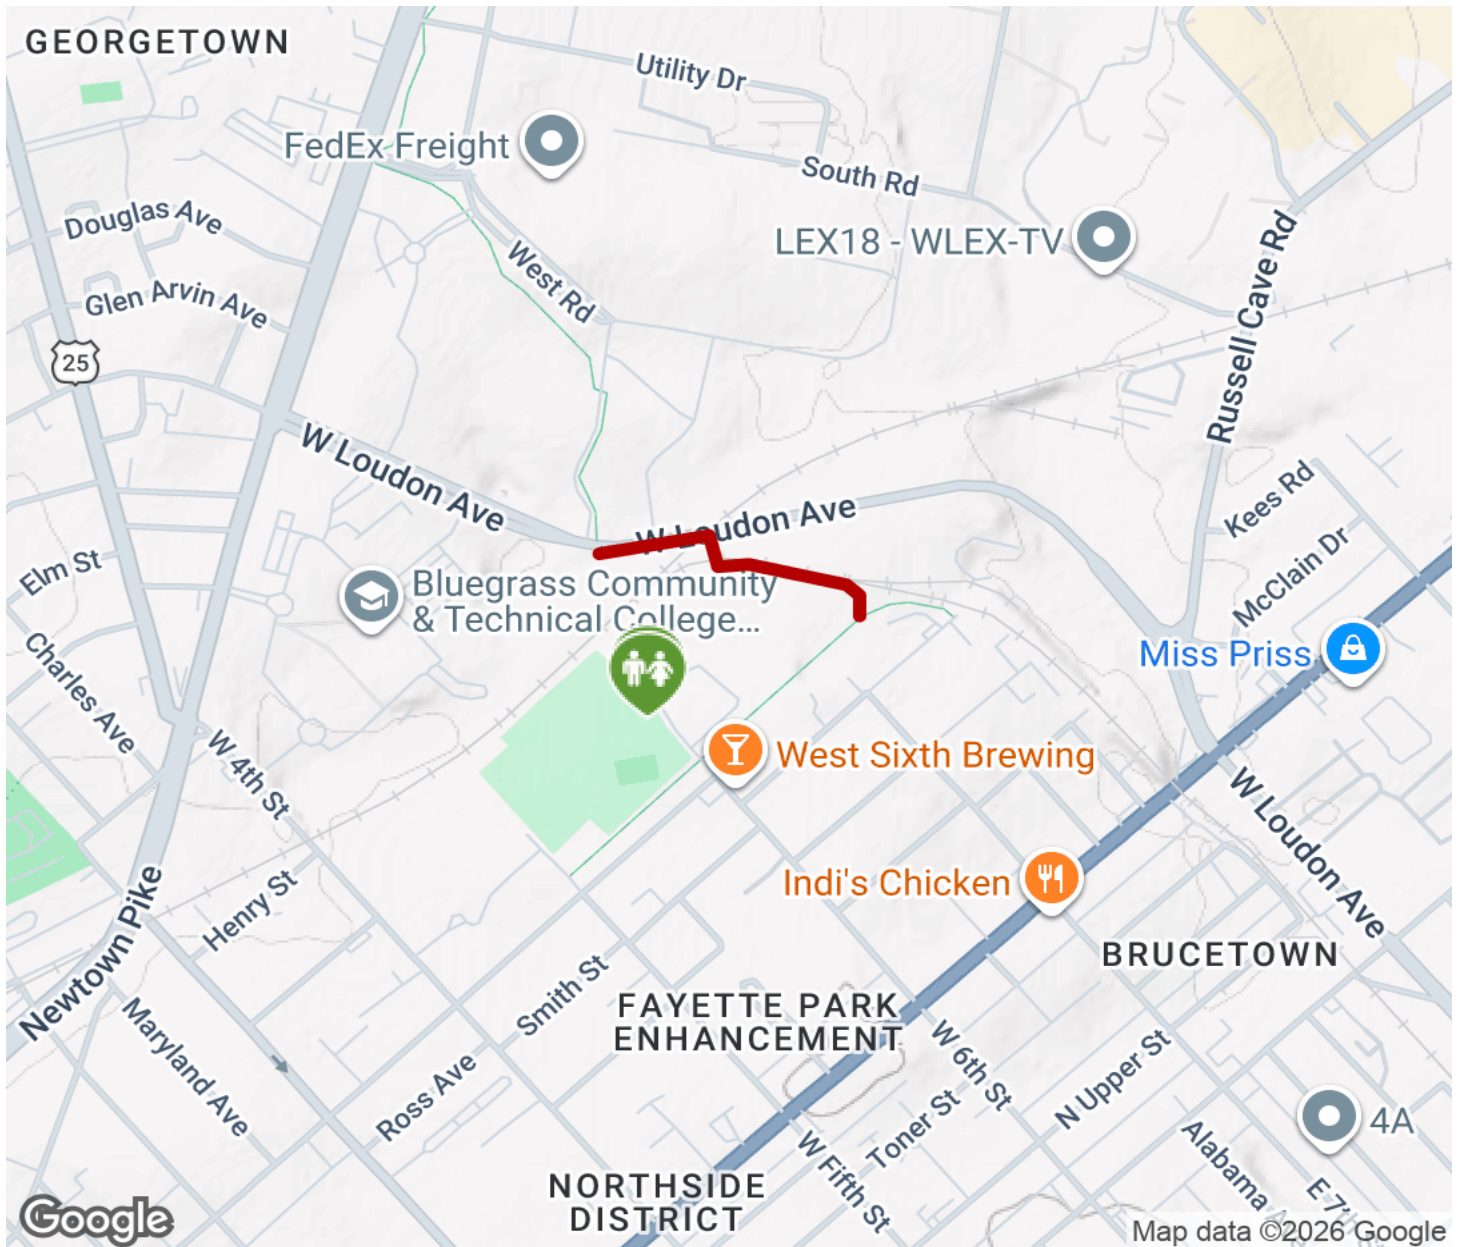 GEORGETOWN
Utility Dr
FedEx Freight
South Rd
Douglas Ave
LEX18 - WLEX-TV
West Rd
Glen Arvin Ave
Russell Cave Rd
25
W Loudon Ave
W Loudon Ave
Kees Rd
McClain Dr
Elm St
Bluegrass Community
& Technical College...
Miss Priss
Charles Ave
W 4th St
West Sixth Brewing
W Loudon Ave
Indi's Chicken
Henry St
Newtown Pike
BRUCETOWN
Smith St
FAYETTE PARK
ENHANCEMENT
Maryland Ave
Ross Ave
W 6th St
N Upper St
Toner St
4A
Alabama A
W Fifth St
E 7
NORTHSIDE
DISTRICT
Google
Map data ©2026 Google